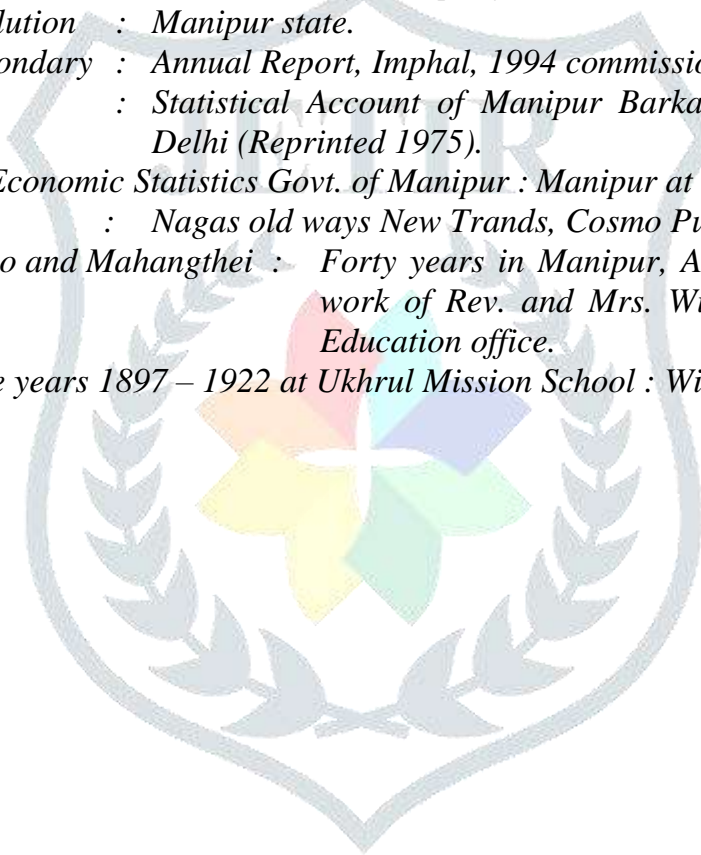 lution : Manipur state.
ondary : Annual Report, Imphal, 1994 commissio
: Statistical Account of Manipur Barka
Delhi (Reprinted 1975).
Economic Statistics Govt. of Manipur : Manipur at
: Nagas old ways New Trands, Cosmo Pu
o and Mahangthei : Forty years in Manipur, A
work of Rev. and Mrs. Wi
Education office.
e years 1897 – 1922 at Ukhrul Mission School : Wi
JETIR